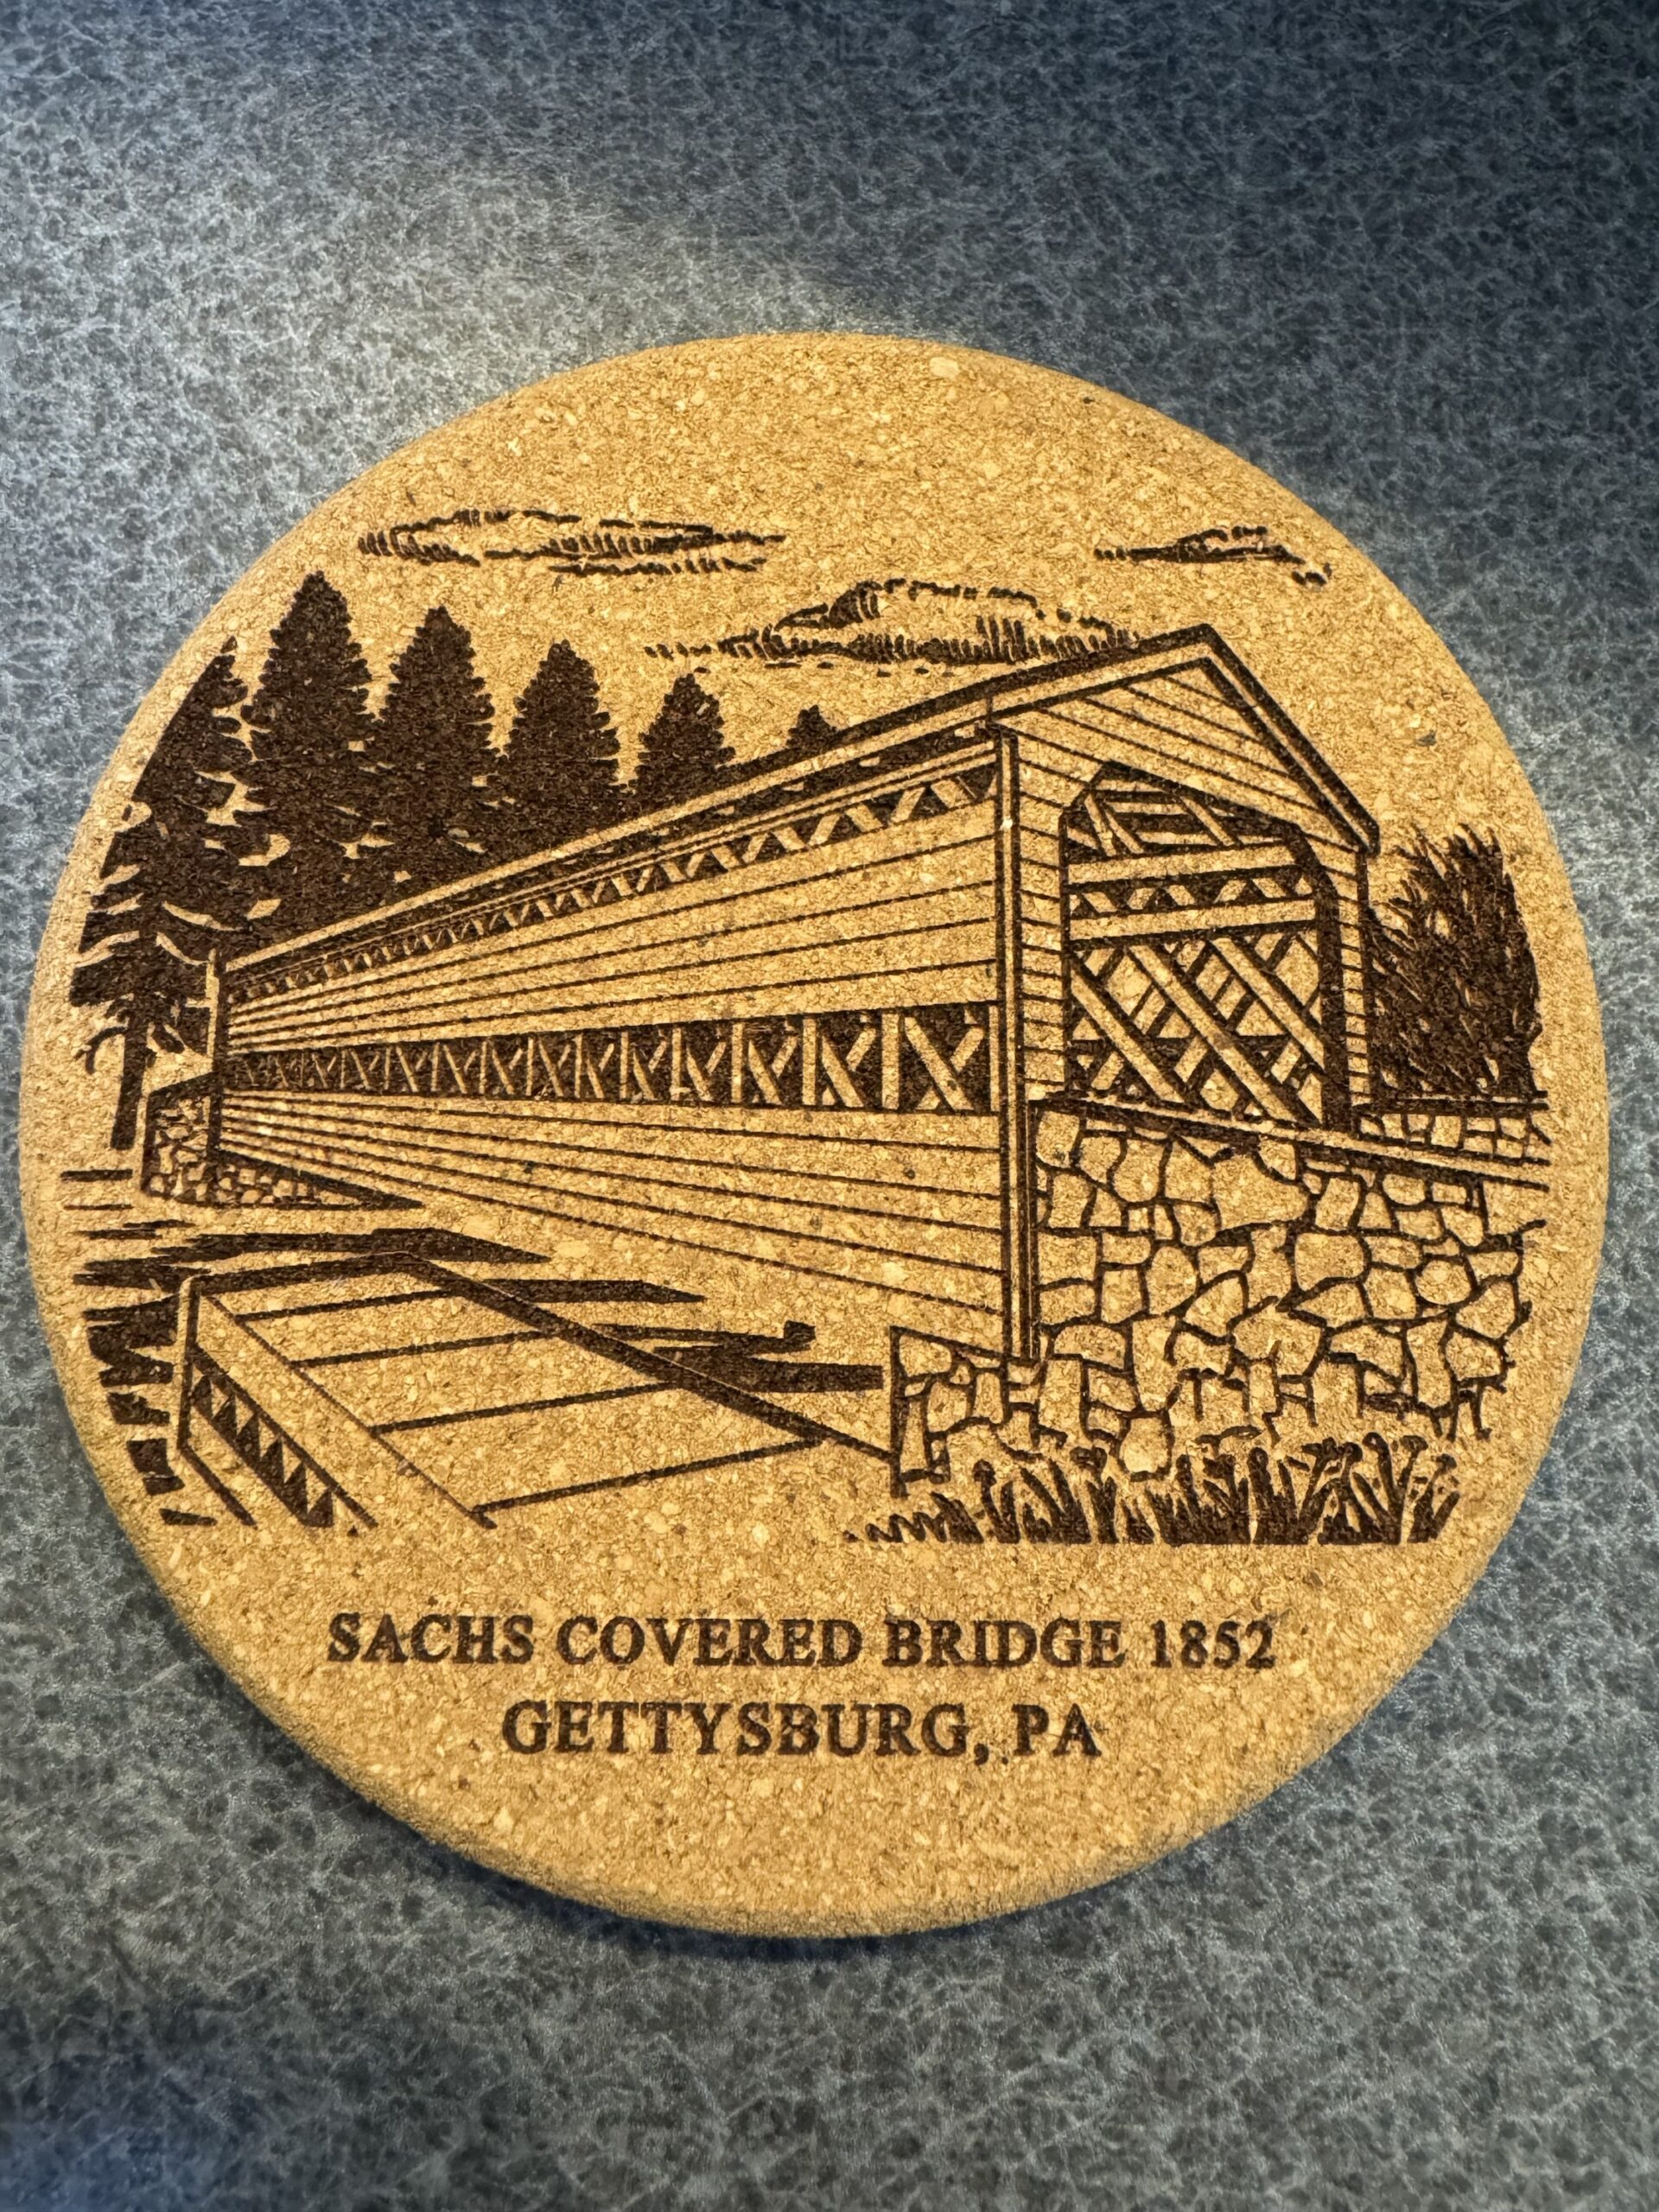 SACHS COVERED BRIDGE 1852
GETTYSBURG, PA